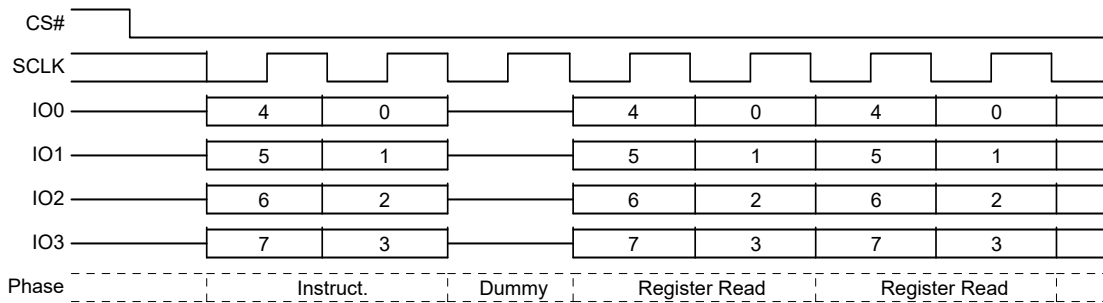 CS#
SCLK
IO0 4 0 4 0 4 0
IO1 5 1 5 1 5 1
IO2 6 2 6 2 6 2
IO3 7 3 7 3 7 3
Phase Instruct. Dummy Register Read Register Read